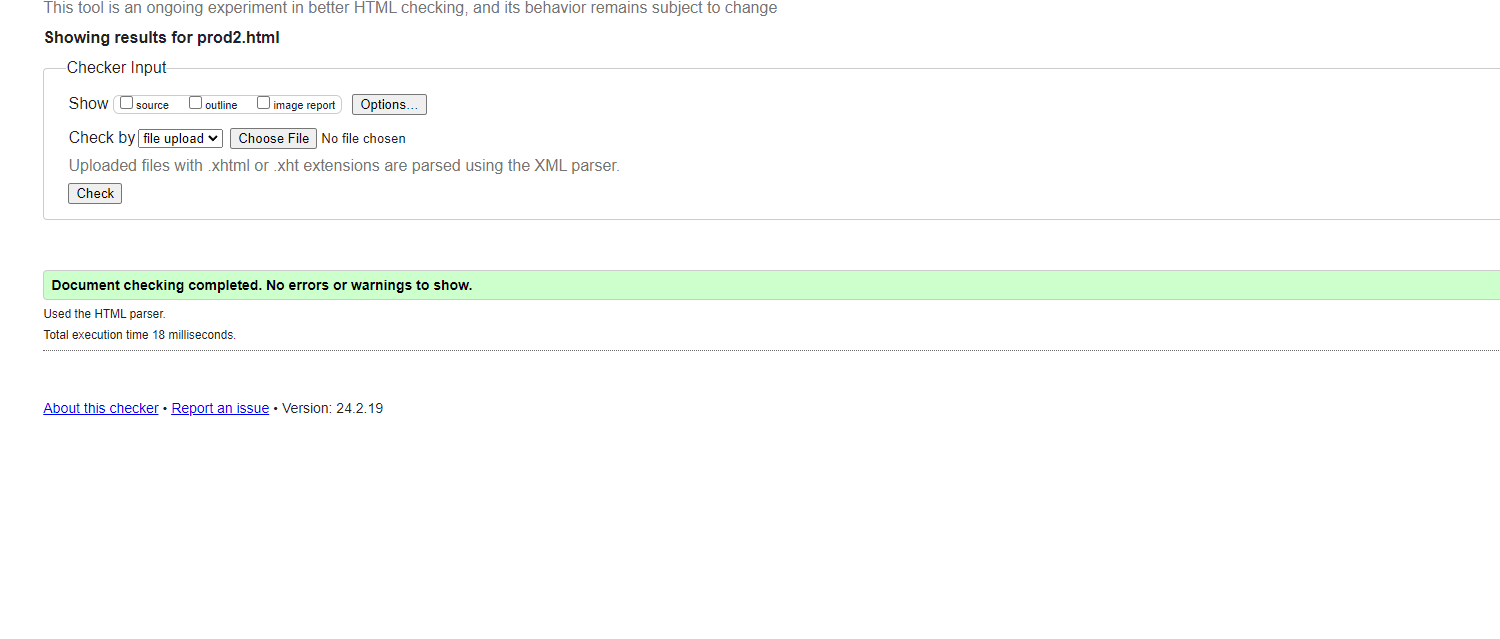 This tool is an ongoing experiment in better HTML checking, and its behavior remains subject to change
Showing results for prod2.html
Checker Input
Show source outline image report Options...
Check by file upload Choose File No file chosen
Uploaded files with .xhtml or .xht extensions are parsed using the XML parser.
Check
Document checking completed. No errors or warnings to show.
Used the HTML parser.
Total execution time 18 milliseconds.
About this checker • Report an issue • Version: 24.2.19